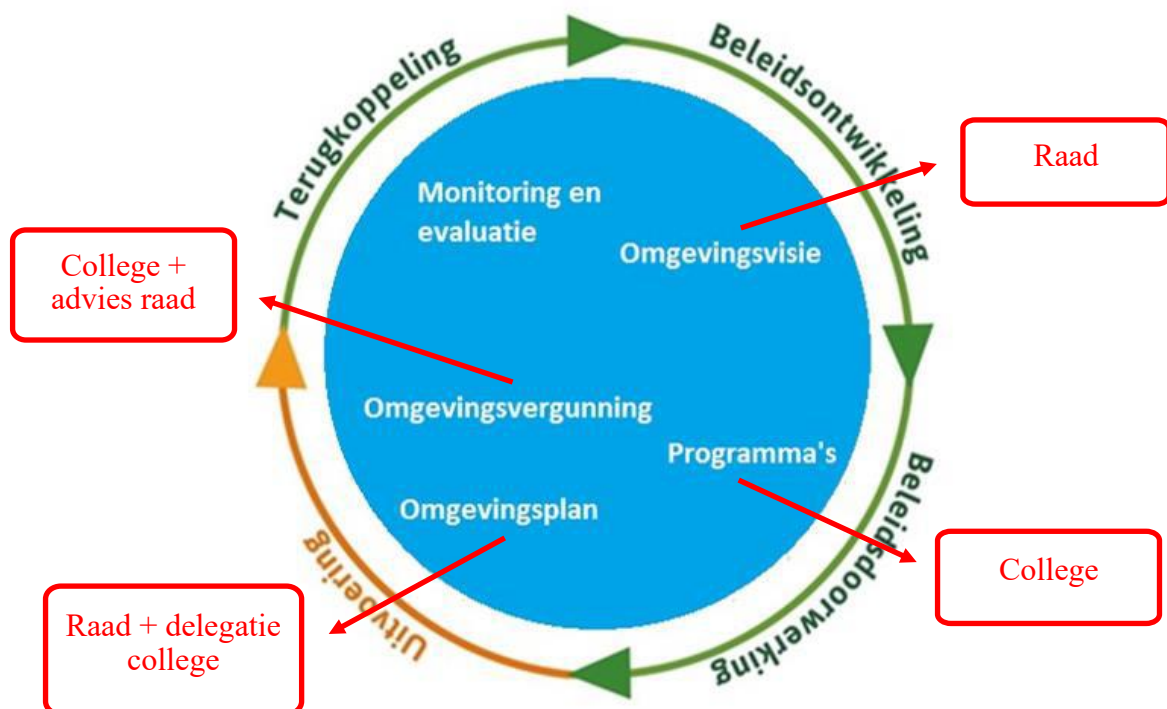 Terugkoppeling
Beleidsontwikkeling
Raad
Monitoring en
evaluatie
Omgevingsvisie
College +
advies raad
Omgevingsvergunning
Programma's
Omgevingsplan
Beleidsdoorwerking
College
Uitvoering
Raad + delegatie
college